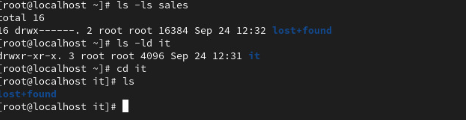 [root@localhost ~]# ls -ls sales
total 16
16 drwx------. 2 root root 16384 Sep 24 12:32 lost+found
[root@localhost ~]# ls -ld it
drwxr-xr-x. 3 root root 4096 Sep 24 12:31 it
[root@localhost ~]# cd it
[root@localhost it]# ls
lost+found
[root@localhost it]#